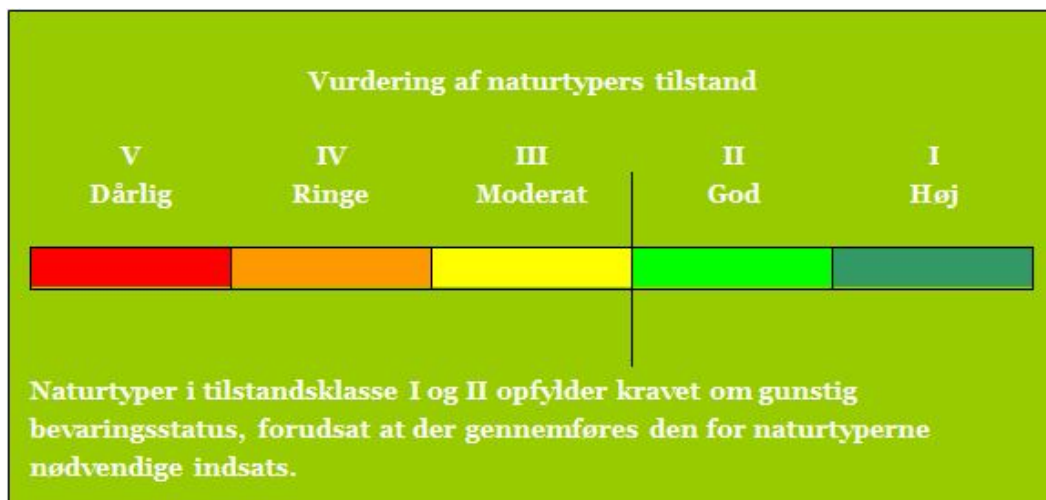 Vurdering af naturtypers tilstand
V IV III II I
Dårlig Ringe Moderat God Høj
Naturtyper i tilstandsklasse I og II opfylder kravet om gunstig
bevaringsstatus, forudsat at der gennemføres den for naturtyperne
nødvendige indsats.